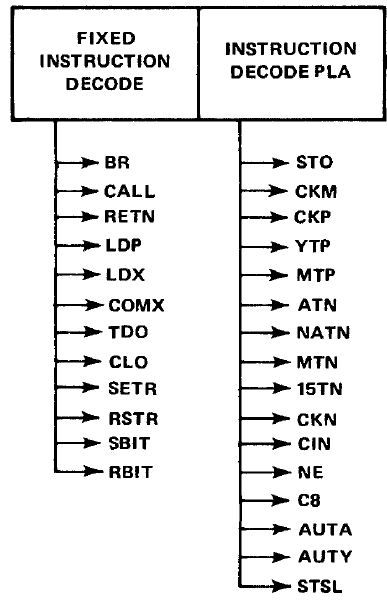 FIXED
INSTRUCTION
DECODE
INSTRUCTION
DECODE PLA
BR
CALL
RETN
LDP
LDX
COMX
TDO
CLO
SETR
RSTR
SBIT
RBIT
STO
CKM
CKP
YTP
MTP
ATN
NATN
MTN
15TN
CKN
CIN
NE
C8
AUTA
AUTY
STSL